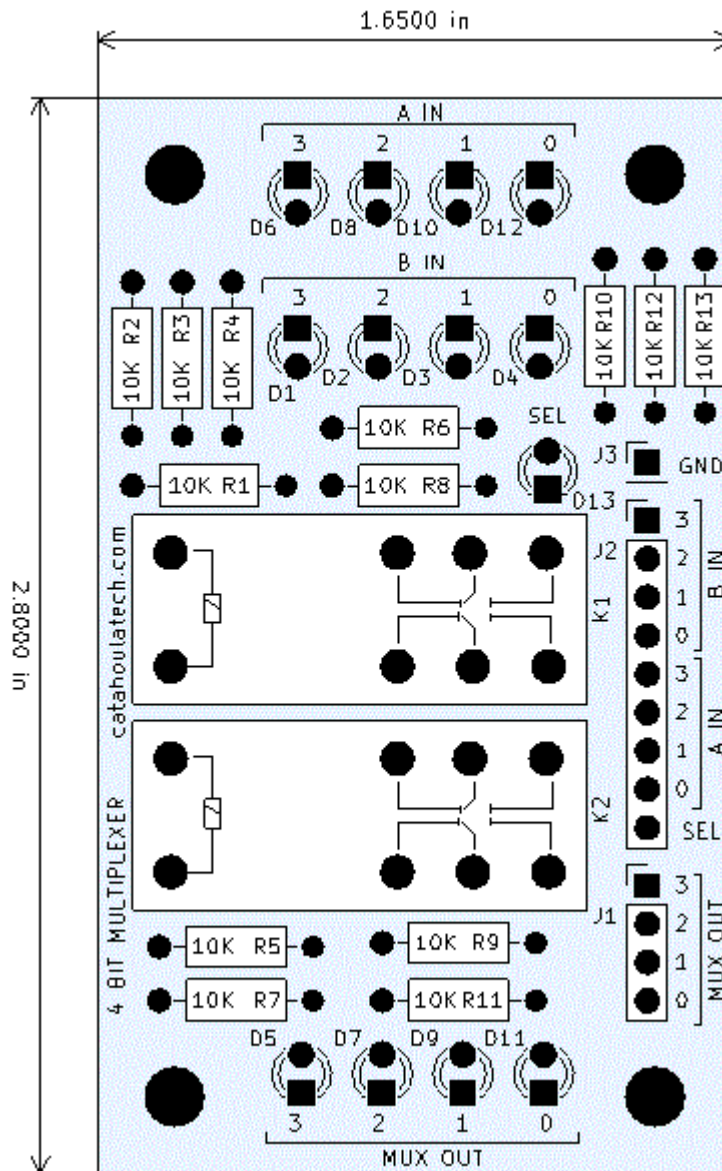 1.6500 in
2.8000 in
A IN
3 2 1 0
D6 D8 D10 D12
B IN
3 2 1 0
10K R2
10K R3
10K R4
10K R10
10K R12
10K R13
D1 D2 D3 D4
10K R6
SEL
10K R1
10K R8
D13
J3
GND
catahoulatech.com
J2
K1
3
2
1
0
B IN
3
2
1
0
A IN
SEL
K2
4 BIT MULTIPLEXER
J1
3
2
1
0
MUX OUT
10K R5
10K R9
10K R7
10K R11
D5 D7 D9 D11
3 2 1 0
MUX OUT